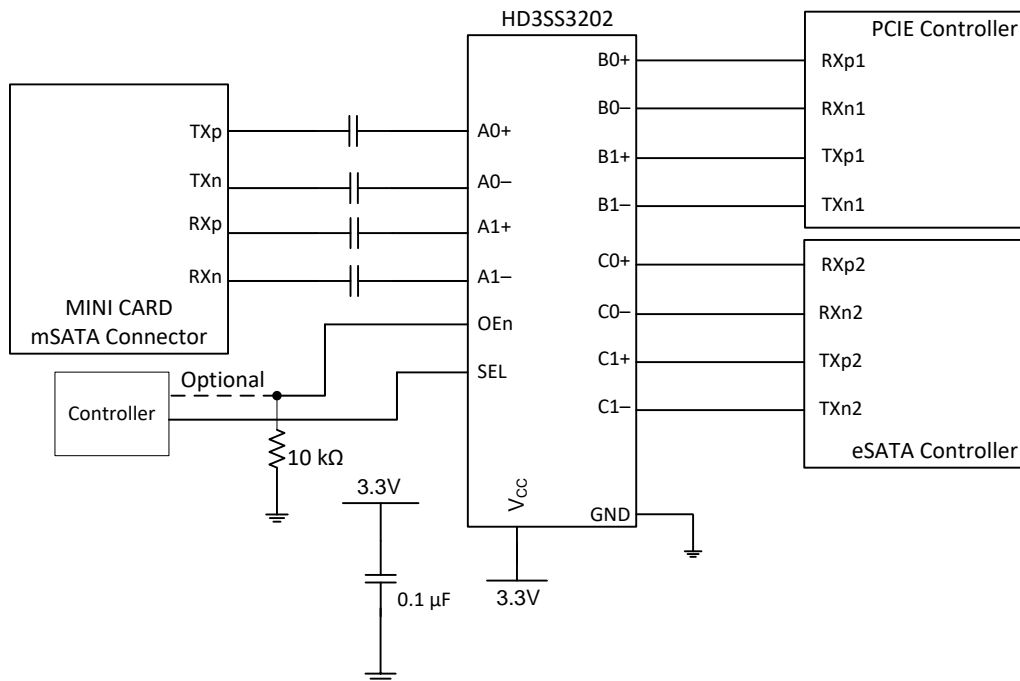 HD3SS3202
MINI CARD
mSATA Connector
TXp
TXn
RXp
RXn
A0+
A0–
A1+
A1–
OEn
SEL
B0+
B0–
B1+
B1–
C0+
C0–
C1+
C1–
GND
VCC
3.3V
PCIE Controller
RXp1
RXn1
TXp1
TXn1
RXp2
RXn2
TXp2
TXn2
eSATA Controller
Controller
Optional
10 kΩ
3.3V
0.1 µF